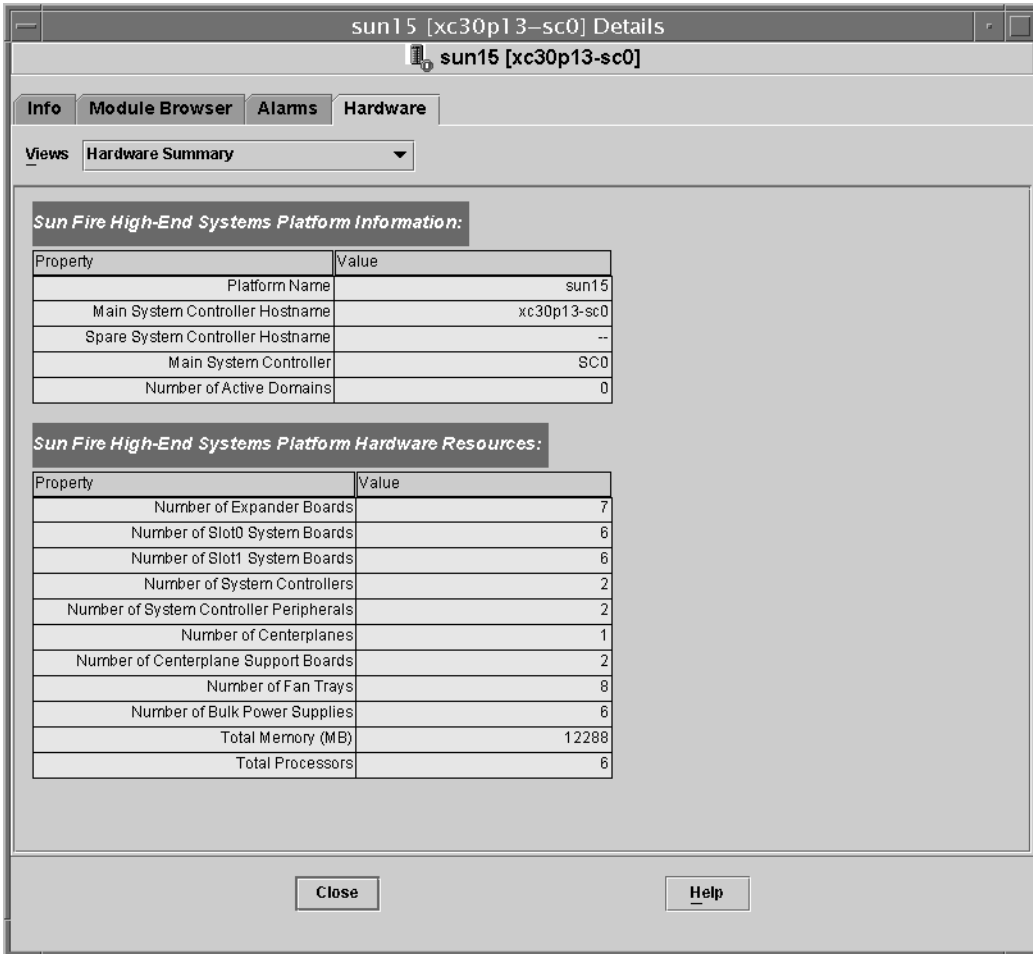 sun15 [xc30p13–sc0] Details
sun15 [xc30p13-sc0]
Info Module Browser Alarms Hardware
Views Hardware Summary
Sun Fire High-End Systems Platform Information:
Property Value
Platform Name sun15
Main System Controller Hostname xc30p13-sc0
Spare System Controller Hostname --
Main System Controller SC0
Number of Active Domains 0
Sun Fire High-End Systems Platform Hardware Resources:
Property Value
Number of Expander Boards 7
Number of Slot0 System Boards 6
Number of Slot1 System Boards 6
Number of System Controllers 2
Number of System Controller Peripherals 2
Number of Centerplanes 1
Number of Centerplane Support Boards 2
Number of Fan Trays 8
Number of Bulk Power Supplies 6
Total Memory (MB) 12288
Total Processors 6
Close Help